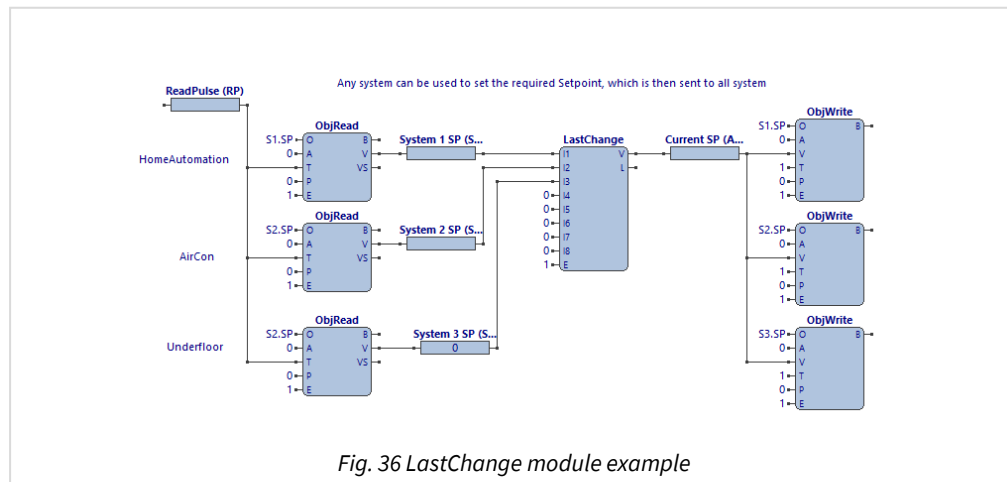 Any system can be used to set the required Setpoint, which is then sent to all system
ReadPulse (RP)
HomeAutomation
ObjRead
S1.SP O B
0 A V
T VS
0 P
1 E
System 1 SP (S...
AirCon
ObjRead
S2.SP O B
0 A V
T VS
0 P
1 E
System 2 SP (S...
Underfloor
ObjRead
S2.SP O B
0 A V
T VS
0 P
1 E
System 3 SP (S...
0
LastChange
I1 V
I2 L
I3
0 I4
0 I5
0 I6
0 I7
0 I8
1 E
Current SP (A...
ObjWrite
S1.SP O B
0 A
V
1 T
0 P
1 E
ObjWrite
S2.SP O B
0 A
V
1 T
0 P
1 E
ObjWrite
S3.SP O B
0 A
V
1 T
0 P
1 E
Fig. 36 LastChange module example